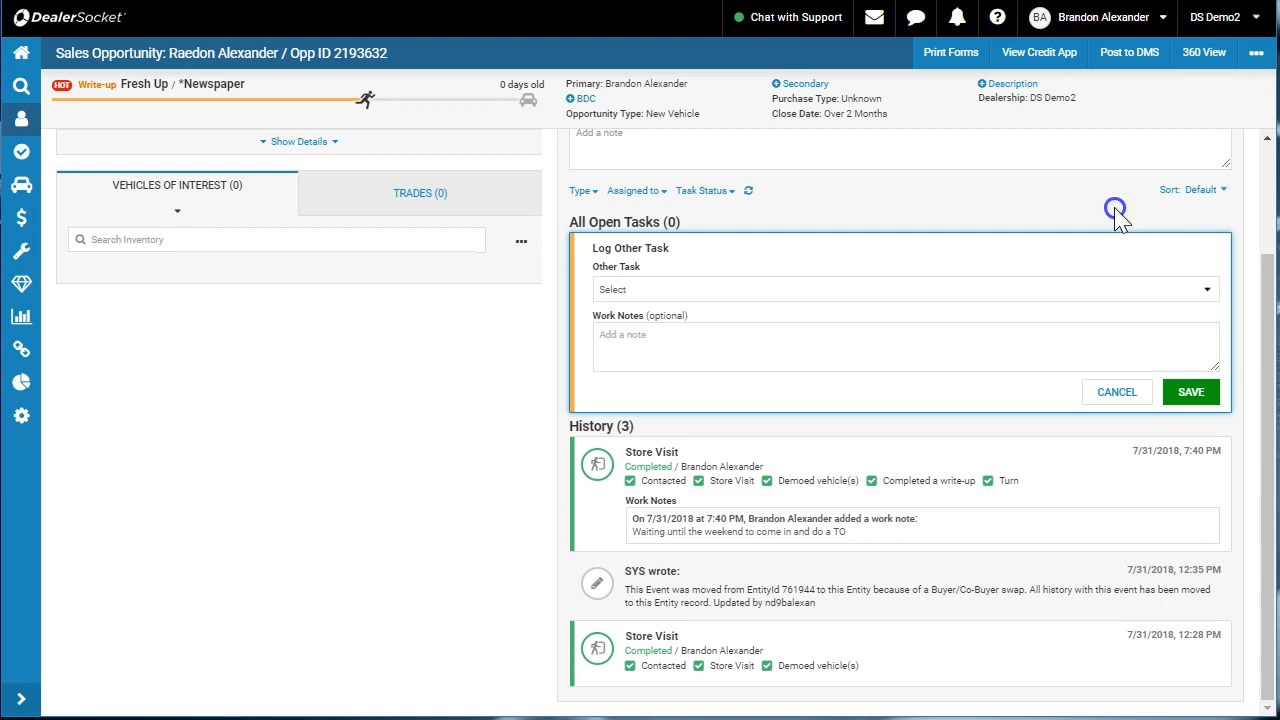 DealerSocket
Chat with Support
BA
Brandon Alexander
DS Demo2
Sales Opportunity: Raedon Alexander / Opp ID 2193632
Print Forms
View Credit App
Post to DMS
360 View
HOT Write-up Fresh Up / *Newspaper
0 days old
Primary: Brandon Alexander
BDC
Opportunity Type: New Vehicle
Secondary
Purchase Type: Unknown
Close Date: Over 2 Months
Description
Dealership: DS Demo2
Show Details
VEHICLES OF INTEREST (0)
TRADES (0)
Search Inventory
Add a note
Type
Assigned to
Task Status
Sort: Default
All Open Tasks (0)
Log Other Task
Other Task
Select
Work Notes (optional)
Add a note
CANCEL
SAVE
History (3)
Store Visit
7/31/2018, 7:40 PM
Completed / Brandon Alexander
Contacted Store Visit Demoed vehicle(s) Completed a write-up Turn
Work Notes
On 7/31/2018 at 7:40 PM, Brandon Alexander added a work note:
Waiting until the weekend to come in and do a TO
SYS wrote:
7/31/2018, 12:35 PM
This Event was moved from EntityId 761944 to this Entity because of a Buyer/Co-Buyer swap. All history with this event has been moved
to this Entity record. Updated by nd9balexan
Store Visit
7/31/2018, 12:28 PM
Completed / Brandon Alexander
Contacted Store Visit Demoed vehicle(s)